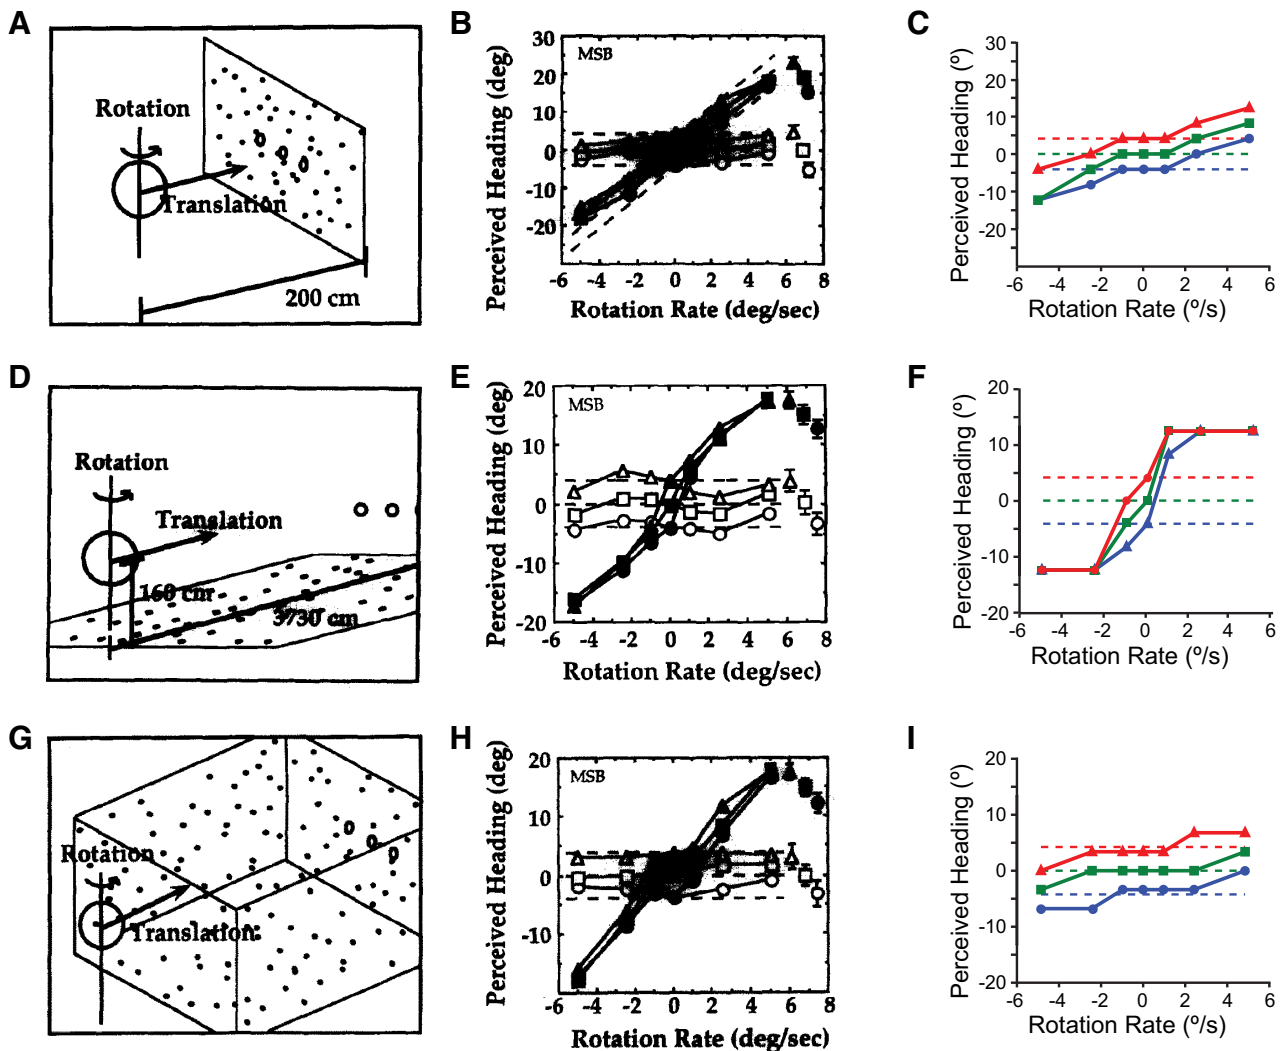 A
Rotation
Translation
200 cm
B
MSB
Perceived Heading (deg)
30
20
10
0
-10
-20
-6 -4 -2 0 2 4 6 8
Rotation Rate (deg/sec)
C
Perceived Heading (º)
30
20
10
0
-10
-20
-6 -4 -2 0 2 4 6
Rotation Rate (º/s)
D
Rotation
Translation
160 cm
3730 cm
E
MSB
Perceived Heading (deg)
20
10
0
-10
-20
-6 -4 -2 0 2 4 6 8
Rotation Rate (deg/sec)
F
Perceived Heading (º)
20
10
0
-10
-20
-6 -4 -2 0 2 4 6
Rotation Rate (º/s)
G
Rotation
Translation
H
MSB
Perceived Heading (deg)
20
10
0
-10
-6 -4 -2 0 2 4 6 8
Rotation Rate (deg/sec)
I
Perceived Heading (º)
20
10
0
-10
-20
-6 -4 -2 0 2 4 6
Rotation Rate (º/s)